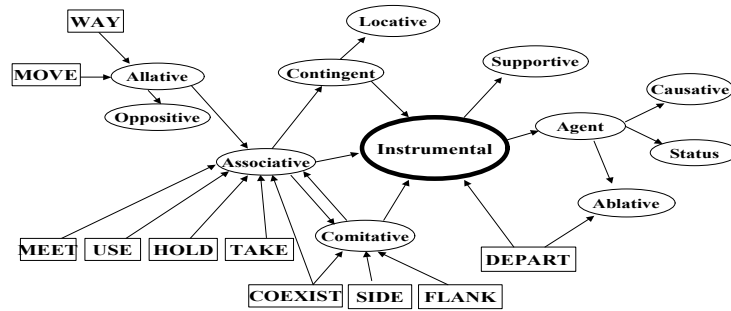 WAY
Locative
MOVE
Allative
Contingent
Supportive
Causative
Oppositive
Agent
Instrumental
Associative
Status
Ablative
Comitative
MEET
USE
HOLD
TAKE
DEPART
COEXIST
SIDE
FLANK